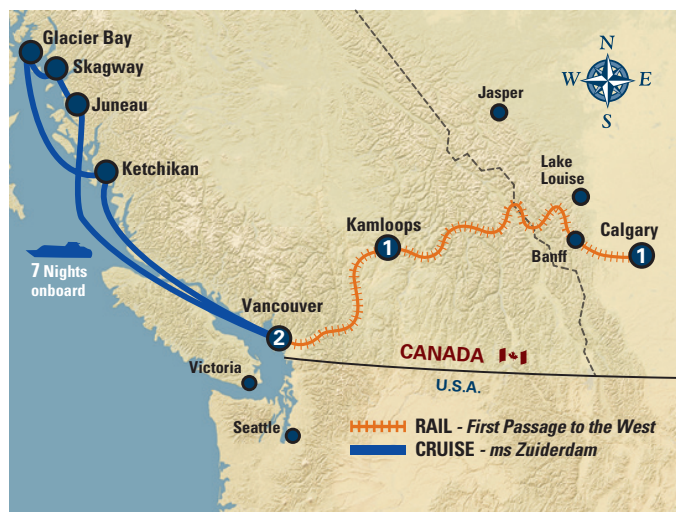 Glacier Bay
Skagway
Juneau
Ketchikan
7 Nights
onboard
N
W
E
S
Jasper
Lake
Louise
Kamloops
1
Calgary
1
Banff
Vancouver
2
CANADA
U.S.A.
Victoria
Seattle
RAIL - First Passage to the West
CRUISE - ms Zuiderdam